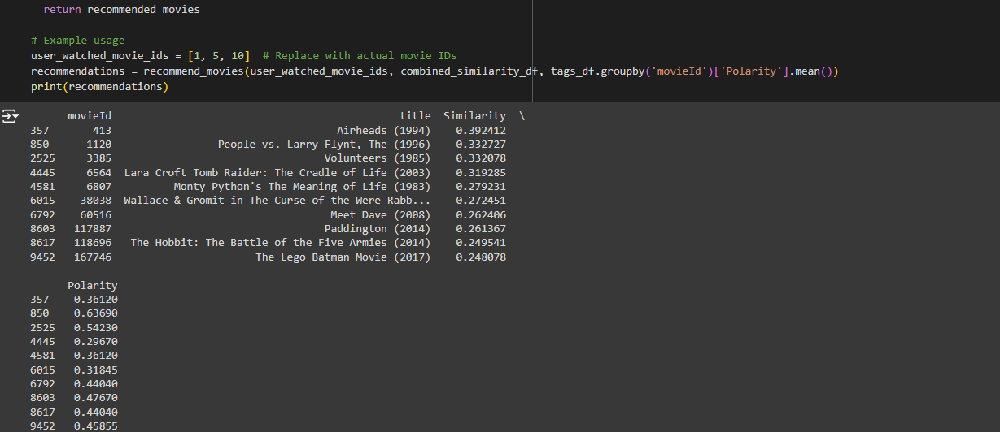 return recommended_movies
# Example usage
user_watched_movie_ids = [1, 5, 10]  # Replace with actual movie IDs
recommendations = recommend_movies(user_watched_movie_ids, combined_similarity_df, tags_df.groupby('movieId')['Polarity'].mean())
print(recommendations)
movieId title Similarity \
357 413 Airheads (1994) 0.392412
850 1120 People vs. Larry Flynt, The (1996) 0.332727
2525 3385 Volunteers (1985) 0.332078
4445 6564 Lara Croft Tomb Raider: The Cradle of Life (2003) 0.319285
4581 6807 Monty Python's The Meaning of Life (1983) 0.279231
6015 38038 Wallace & Gromit in The Curse of the Were-Rabb... 0.272451
6792 60516 Meet Dave (2008) 0.262406
8603 117887 Paddington (2014) 0.261367
8617 118696 The Hobbit: The Battle of the Five Armies (2014) 0.249541
9452 167746 The Lego Batman Movie (2017) 0.248078
Polarity
357 0.36120
850 0.63690
2525 0.54230
4445 0.29670
4581 0.36120
6015 0.31845
6792 0.44040
8603 0.47670
8617 0.44040
9452 0.45855